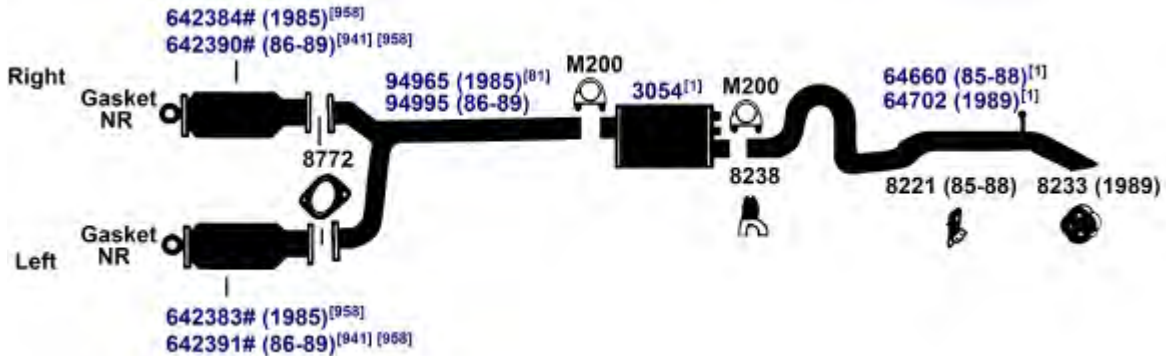 642384# (1985)[958]
642390# (86-89)[941] [958]
Right
Gasket
NR
94965 (1985)[81]
94995 (86-89)
M200
3054[1]
M200
64660 (85-88)[1]
64702 (1989)[1]
8772
8238
8221 (85-88)
8233 (1989)
Gasket
NR
Left
642383# (1985)[958]
642391# (86-89)[941] [958]